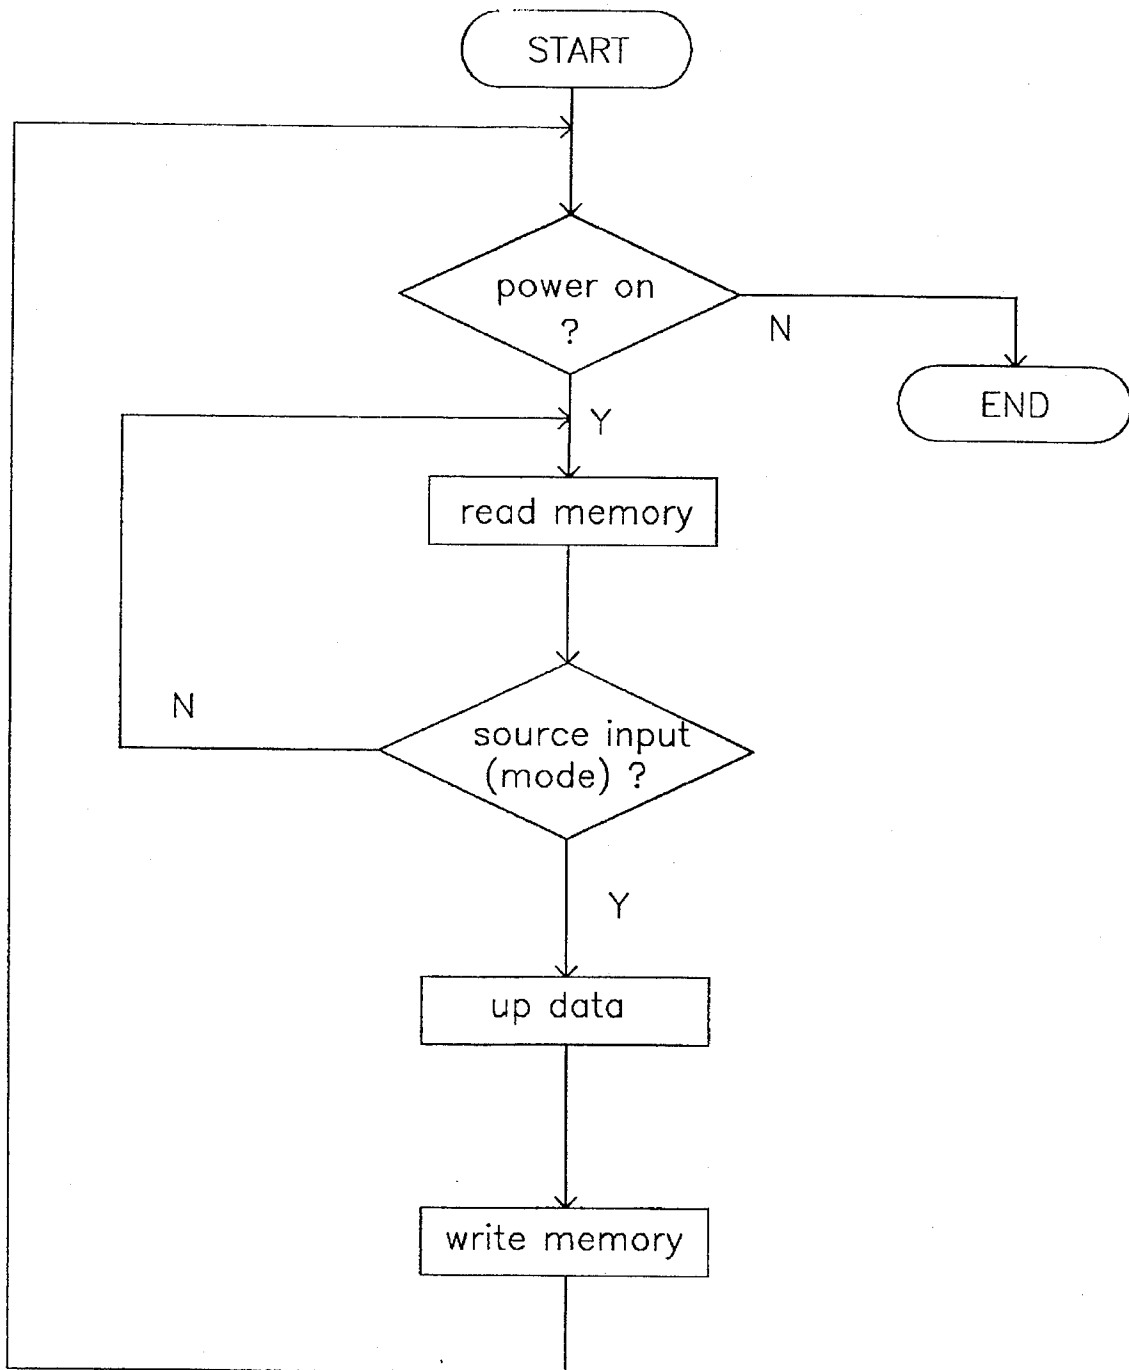 START
power on
?
N
END
Y
read memory
N
source input
(mode) ?
Y
up data
write memory